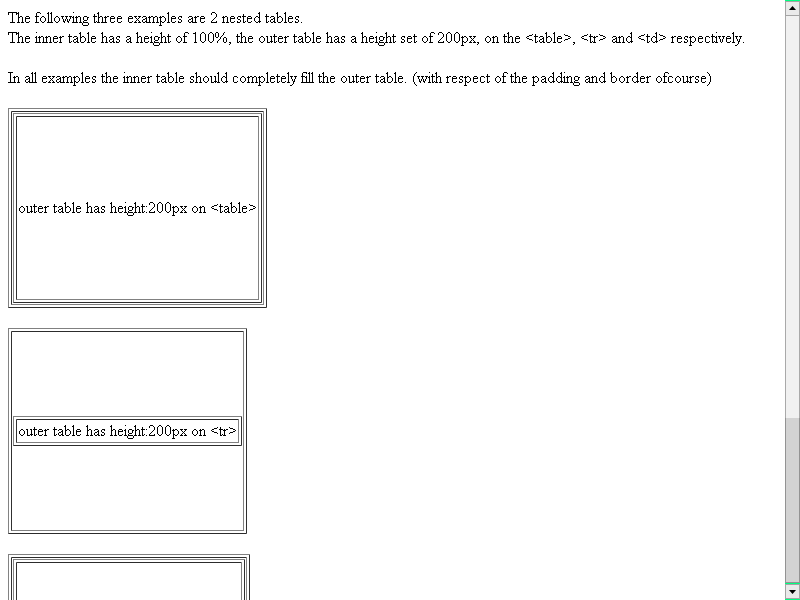 The following three examples are 2 nested tables.
The inner table has a height of 100%, the outer table has a height set of 200px, on the <table>, <tr> and <td> respectively.
In all examples the inner table should completely fill the outer table. (with respect of the padding and border ofcourse)
outer table has height:200px on <table>
outer table has height:200px on <tr>